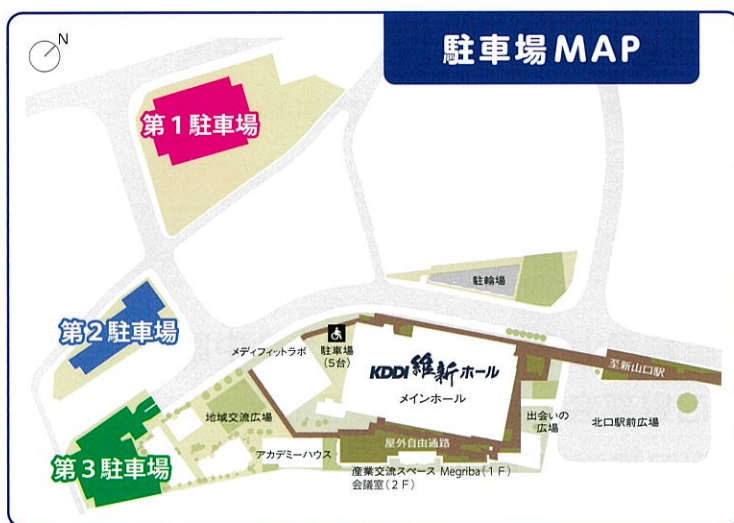 N
駐車場MAP
第1駐車場
駐輪場
第2駐車場
メディフィットラボ
駐車場
(5台)
KDDI 維新ホール
メインホール
至新山口駅
地域交流広場
出会いの
広場
北口駅前広場
屋外自由通路
アカデミーハウス
第3駐車場
産業交流スペース Megriba(1F)
会議室(2F)